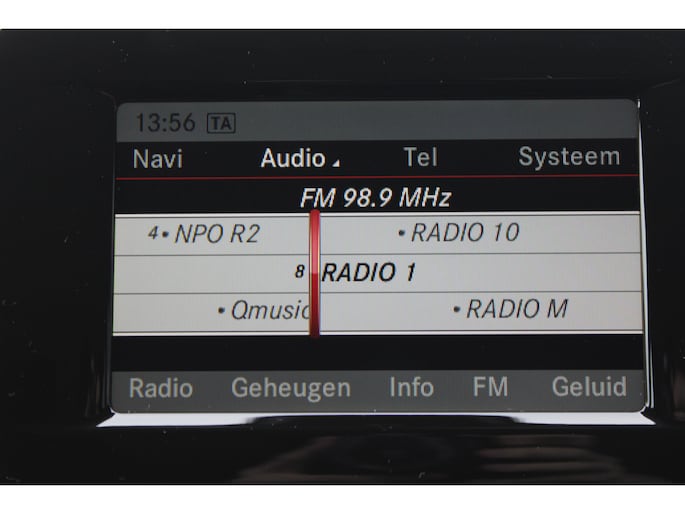 13:56 TA
Navi Audio Tel Systeem
FM 98.9 MHz
4• NPO R2 • RADIO 10
8 RADIO 1
• Qmusic • RADIO M
Radio Geheugen Info FM Geluid